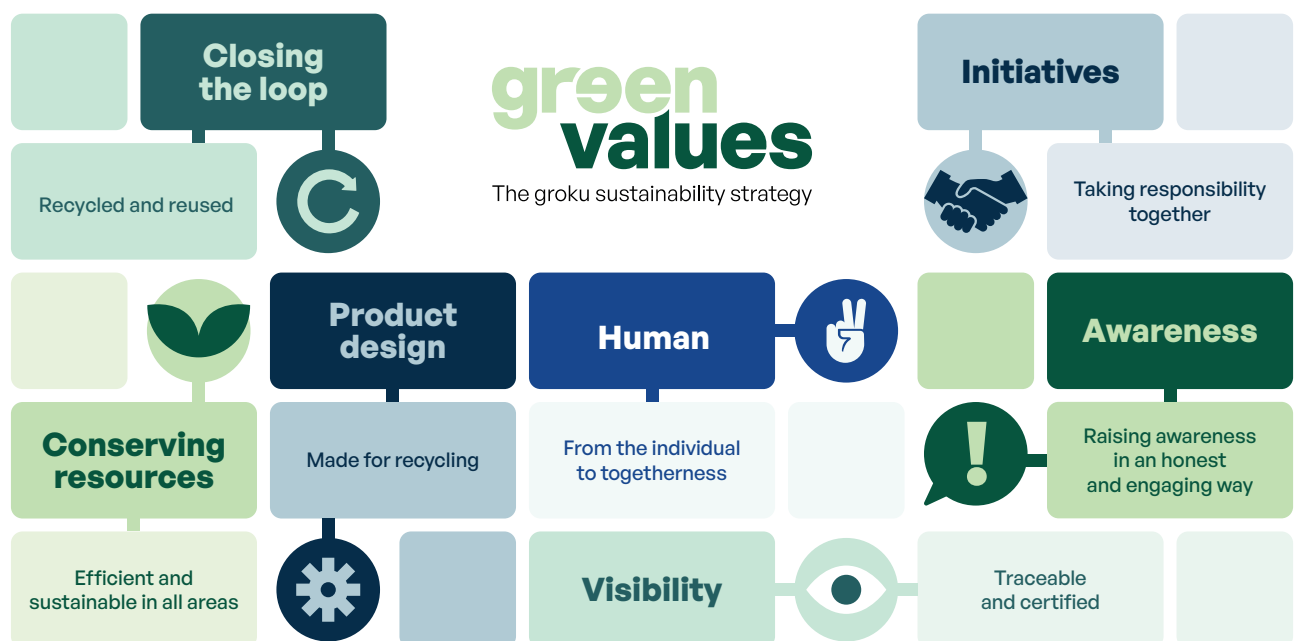 Closing
the loop
Recycled and reused
green
values
The groku sustainability strategy
Initiatives
Taking responsibility
together
Conserving
resources
Efficient and
sustainable in all areas
Product
design
Made for recycling
Human
From the individual
to togetherness
Awareness
Raising awareness
in an honest
and engaging way
Visibility
Traceable
and certified